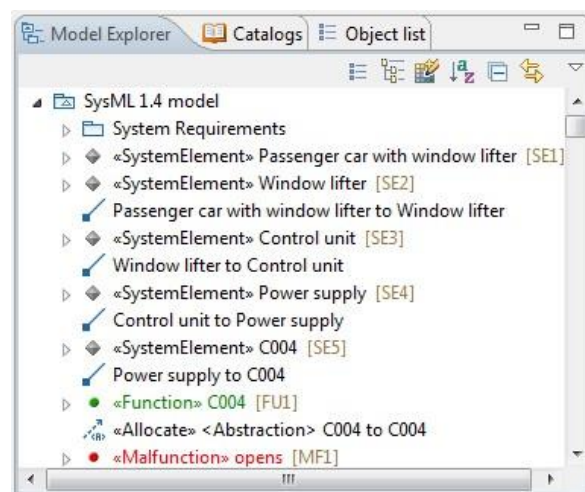 Model Explorer Catalogs Object list
SysML 1.4 model
System Requirements
«SystemElement» Passenger car with window lifter [SE1]
«SystemElement» Window lifter [SE2]
Passenger car with window lifter to Window lifter
«SystemElement» Control unit [SE3]
Window lifter to Control unit
«SystemElement» Power supply [SE4]
Control unit to Power supply
«SystemElement» C004 [SE5]
Power supply to C004
«Function» C004 [FU1]
«Allocate» <Abstraction> C004 to C004
«Malfunction» opens [MF1]